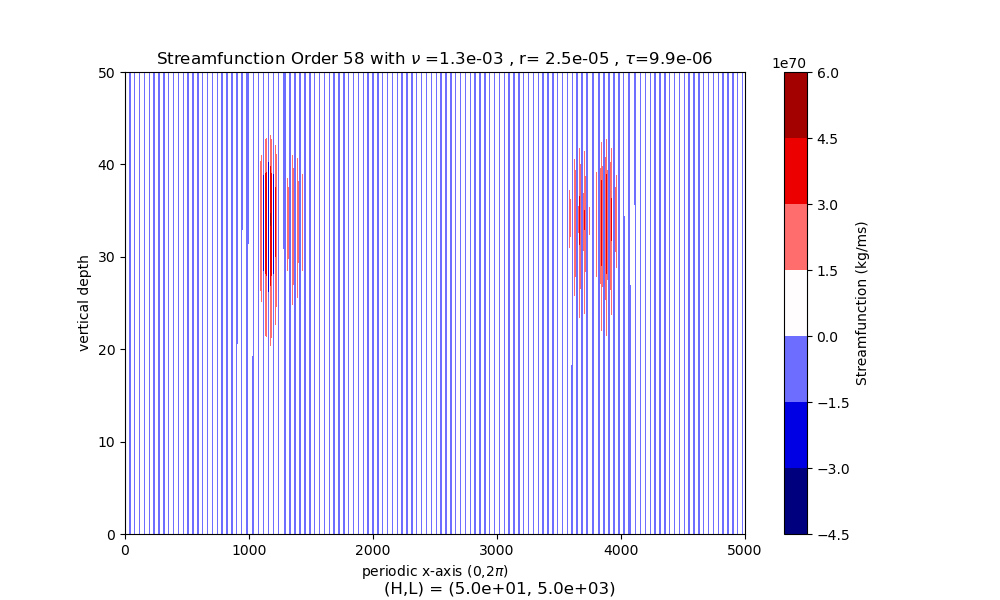 Streamfunction Order 58 with ν =1.3e-03 , r= 2.5e-05 , τ=9.9e-06
1e70
50
40
30
20
10
0
vertical depth
0 1000 2000 3000 4000 5000
periodic x-axis (0,2π)
(H,L) = (5.0e+01, 5.0e+03)
6.0
4.5
3.0
1.5
0.0
−1.5
−3.0
−4.5
Streamfunction (kg/ms)